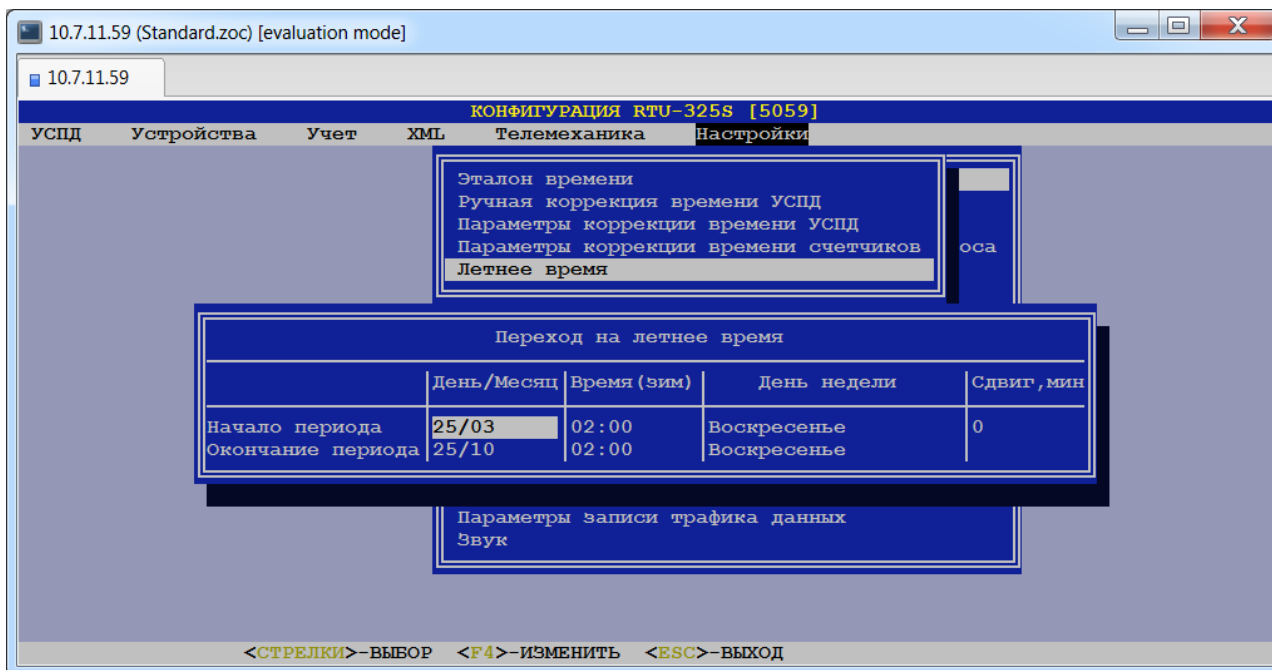 10.7.11.59 (Standard.zoc) [evaluation mode]
10.7.11.59
КОНФИГУРАЦИЯ RTU-325S [5059]
УСПД Устройства Учет XML Телемеханика Настройки
Эталон времени
Ручная коррекция времени УСПД
Параметры коррекции времени УСПД
Параметры коррекции времени счетчиков оса
Летнее время
Переход на летнее время
День/Месяц Время(зим) День недели Сдвиг,мин
Начало периода 25/03 02:00 Воскресенье 0
Окончание периода 25/10 02:00 Воскресенье
Параметры записи трафика данных
Звук
<СТРЕЛКИ>-ВЫБОР <F4>-ИЗМЕНИТЬ <ESC>-ВЫХОД